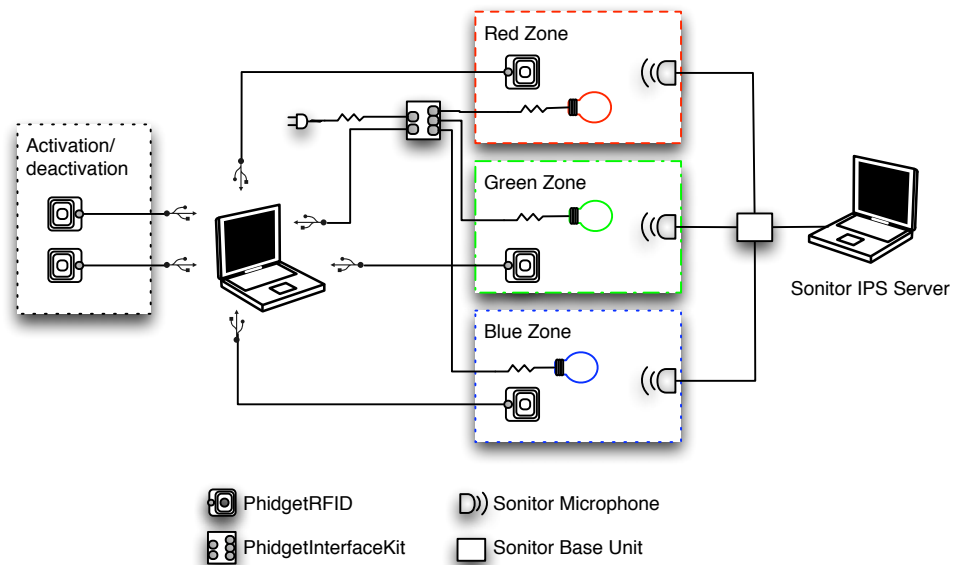 Red Zone
Activation/
deactivation
Green Zone
Sonitor IPS Server
Blue Zone
PhidgetRFID
Sonitor Microphone
PhidgetInterfaceKit
Sonitor Base Unit